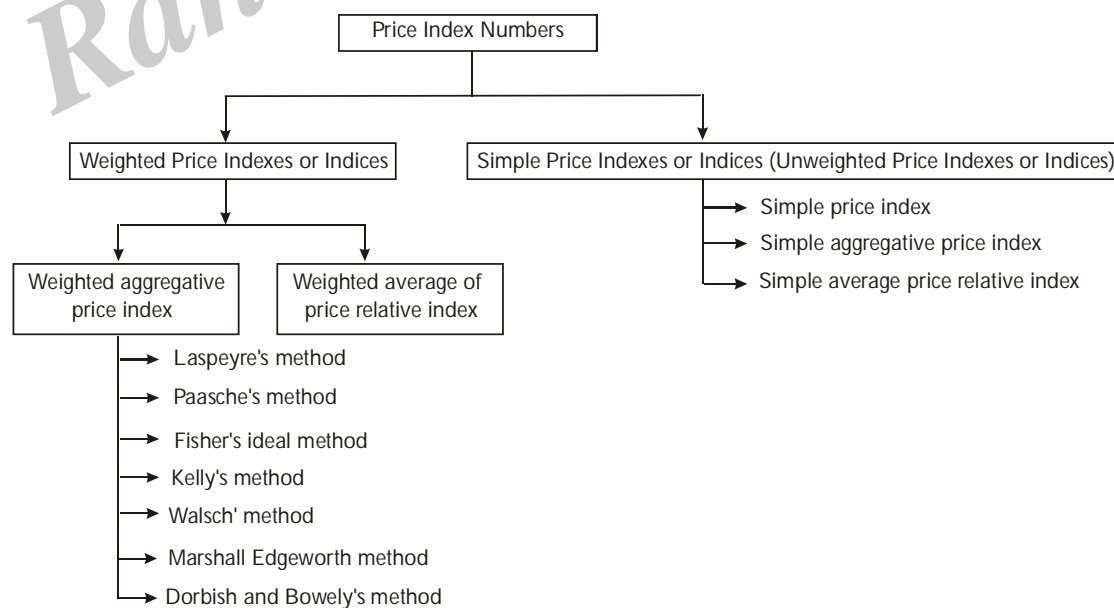 Price Index Numbers
Weighted Price Indexes or Indices
Simple Price Indexes or Indices (Unweighted Price Indexes or Indices)
Simple price index
Simple aggregative price index
Simple average price relative index
Weighted aggregative
price index
Weighted average of
price relative index
Laspeyre's method
Paasche's method
Fisher's ideal method
Kelly's method
Walsch' method
Marshall Edgeworth method
Dorbish and Bowely's method